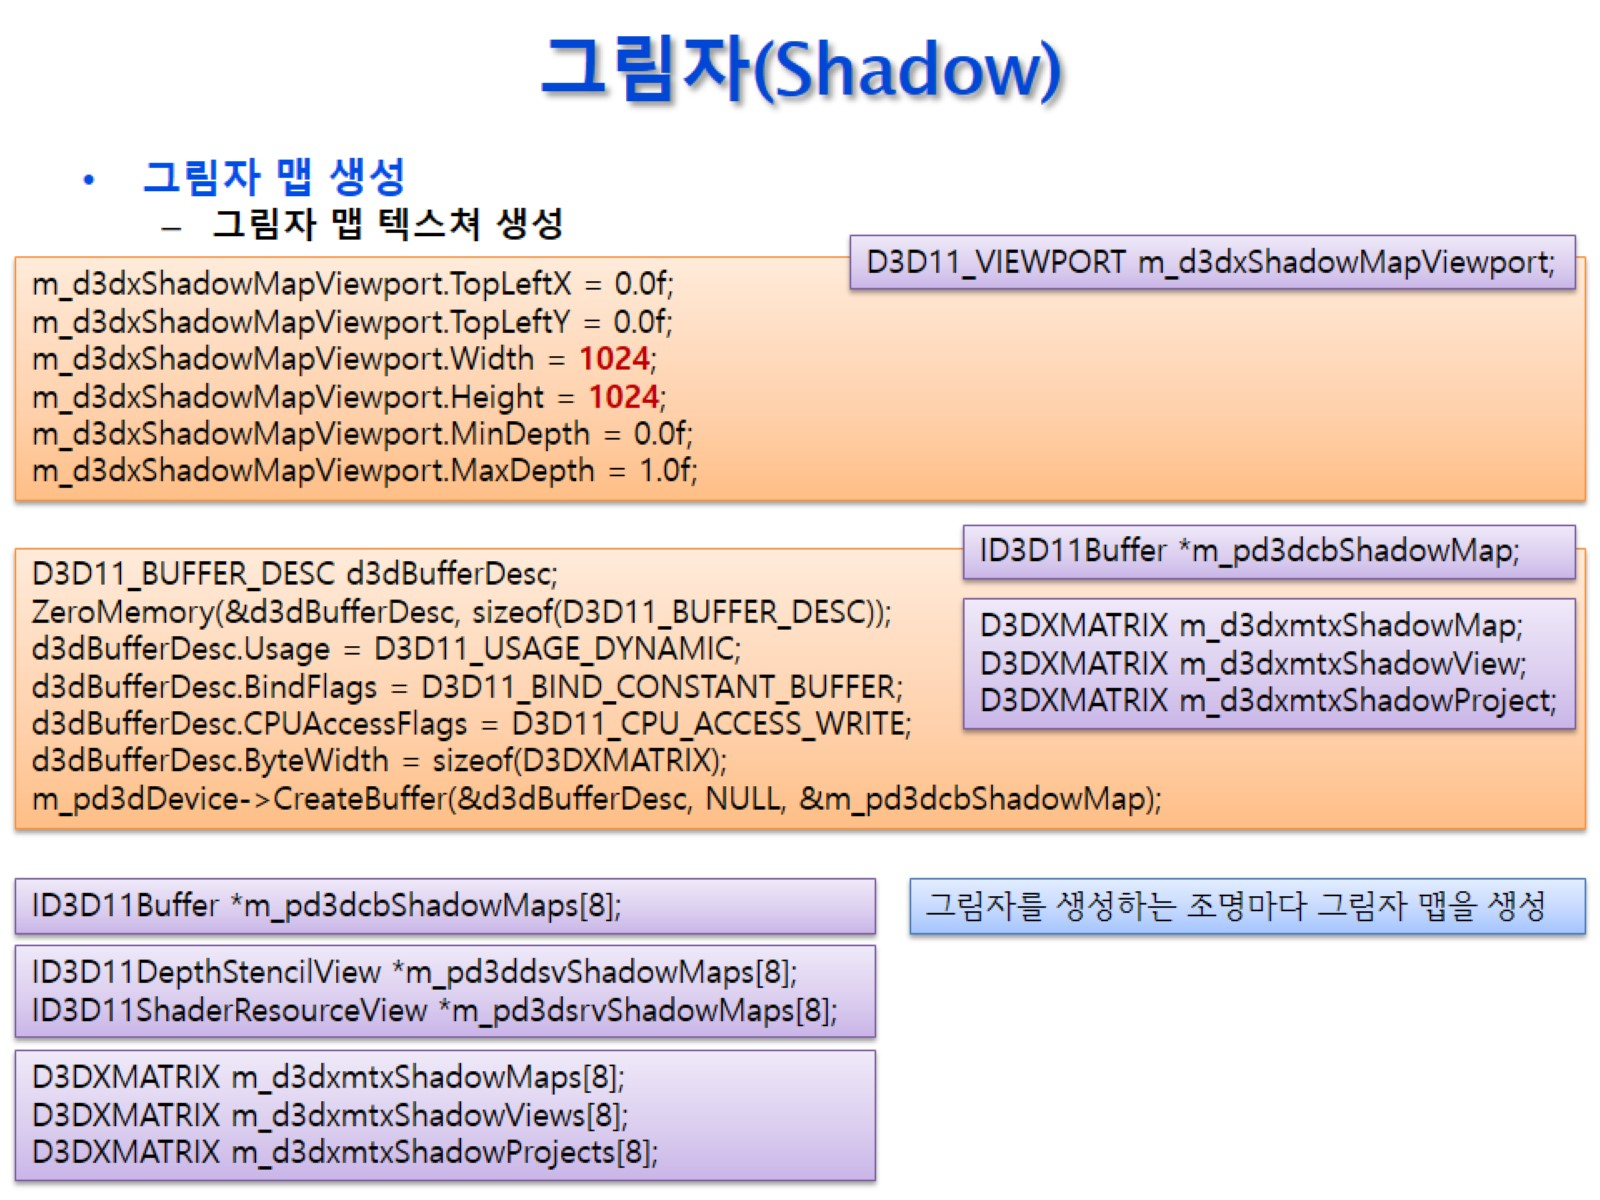 그림자(Shadow)
• 그림자 맵 생성
– 그림자 맵 텍스쳐 생성
D3D11_VIEWPORT m_d3dxShadowMapViewport;
m_d3dxShadowMapViewport.TopLeftX = 0.0f;
m_d3dxShadowMapViewport.TopLeftY = 0.0f;
m_d3dxShadowMapViewport.Width = 1024;
m_d3dxShadowMapViewport.Height = 1024;
m_d3dxShadowMapViewport.MinDepth = 0.0f;
m_d3dxShadowMapViewport.MaxDepth = 1.0f;
ID3D11Buffer *m_pd3dcbShadowMap;
D3DXMATRIX m_d3dxmtxShadowMap;
D3DXMATRIX m_d3dxmtxShadowView;
D3DXMATRIX m_d3dxmtxShadowProject;
D3D11_BUFFER_DESC d3dBufferDesc;
ZeroMemory(&d3dBufferDesc, sizeof(D3D11_BUFFER_DESC));
d3dBufferDesc.Usage = D3D11_USAGE_DYNAMIC;
d3dBufferDesc.BindFlags = D3D11_BIND_CONSTANT_BUFFER;
d3dBufferDesc.CPUAccessFlags = D3D11_CPU_ACCESS_WRITE;
d3dBufferDesc.ByteWidth = sizeof(D3DXMATRIX);
m_pd3dDevice->CreateBuffer(&d3dBufferDesc, NULL, &m_pd3dcbShadowMap);
ID3D11Buffer *m_pd3dcbShadowMaps[8];
그림자를 생성하는 조명마다 그림자 맵을 생성
ID3D11DepthStencilView *m_pd3ddsvShadowMaps[8];
ID3D11ShaderResourceView *m_pd3dsrvShadowMaps[8];
D3DXMATRIX m_d3dxmtxShadowMaps[8];
D3DXMATRIX m_d3dxmtxShadowViews[8];
D3DXMATRIX m_d3dxmtxShadowProjects[8];